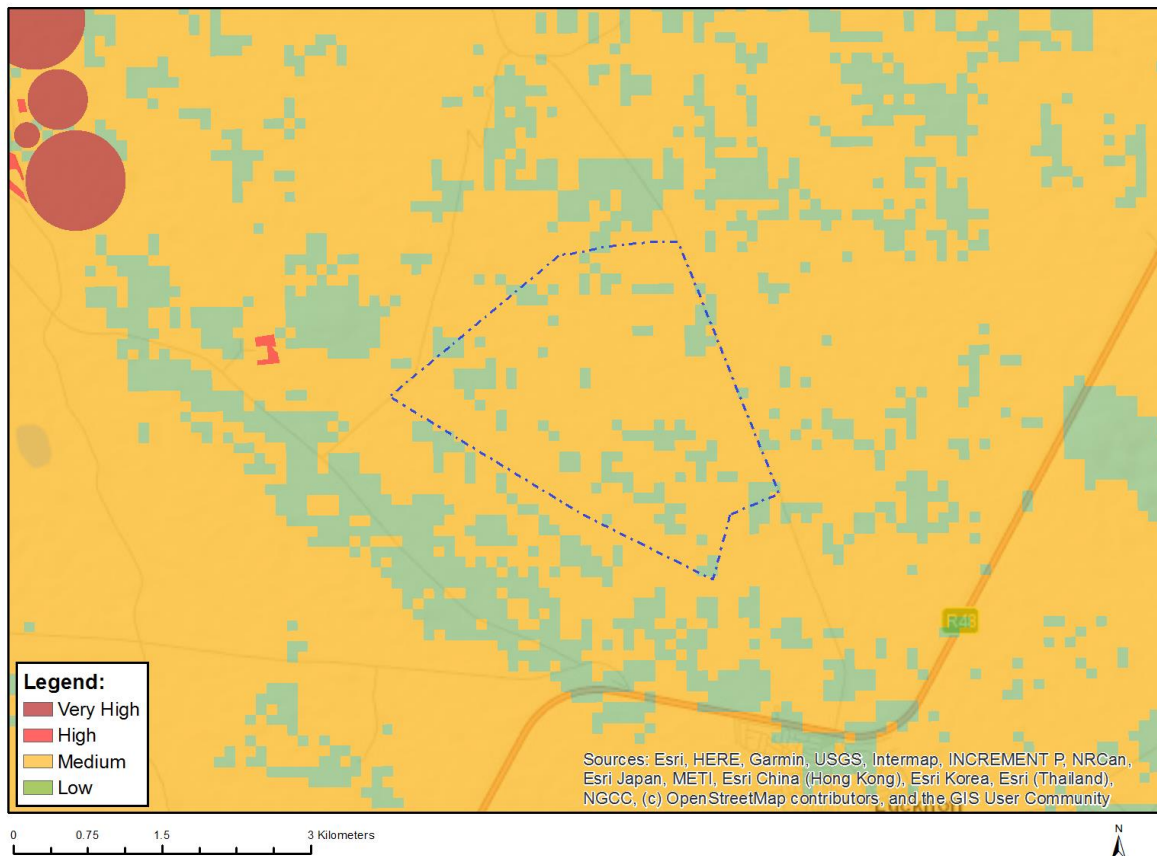 R48
Legend:
Very High
High
Medium
Low
Sources: Esri, HERE, Garmin, USGS, Intermap, INCREMENT P, NRCan,
Esri Japan, METI, Esri China (Hong Kong), Esri Korea, Esri (Thailand),
NGCC, (c) OpenStreetMap contributors, and the GIS User Community
0 0.75 1.5 3 Kilometers
N